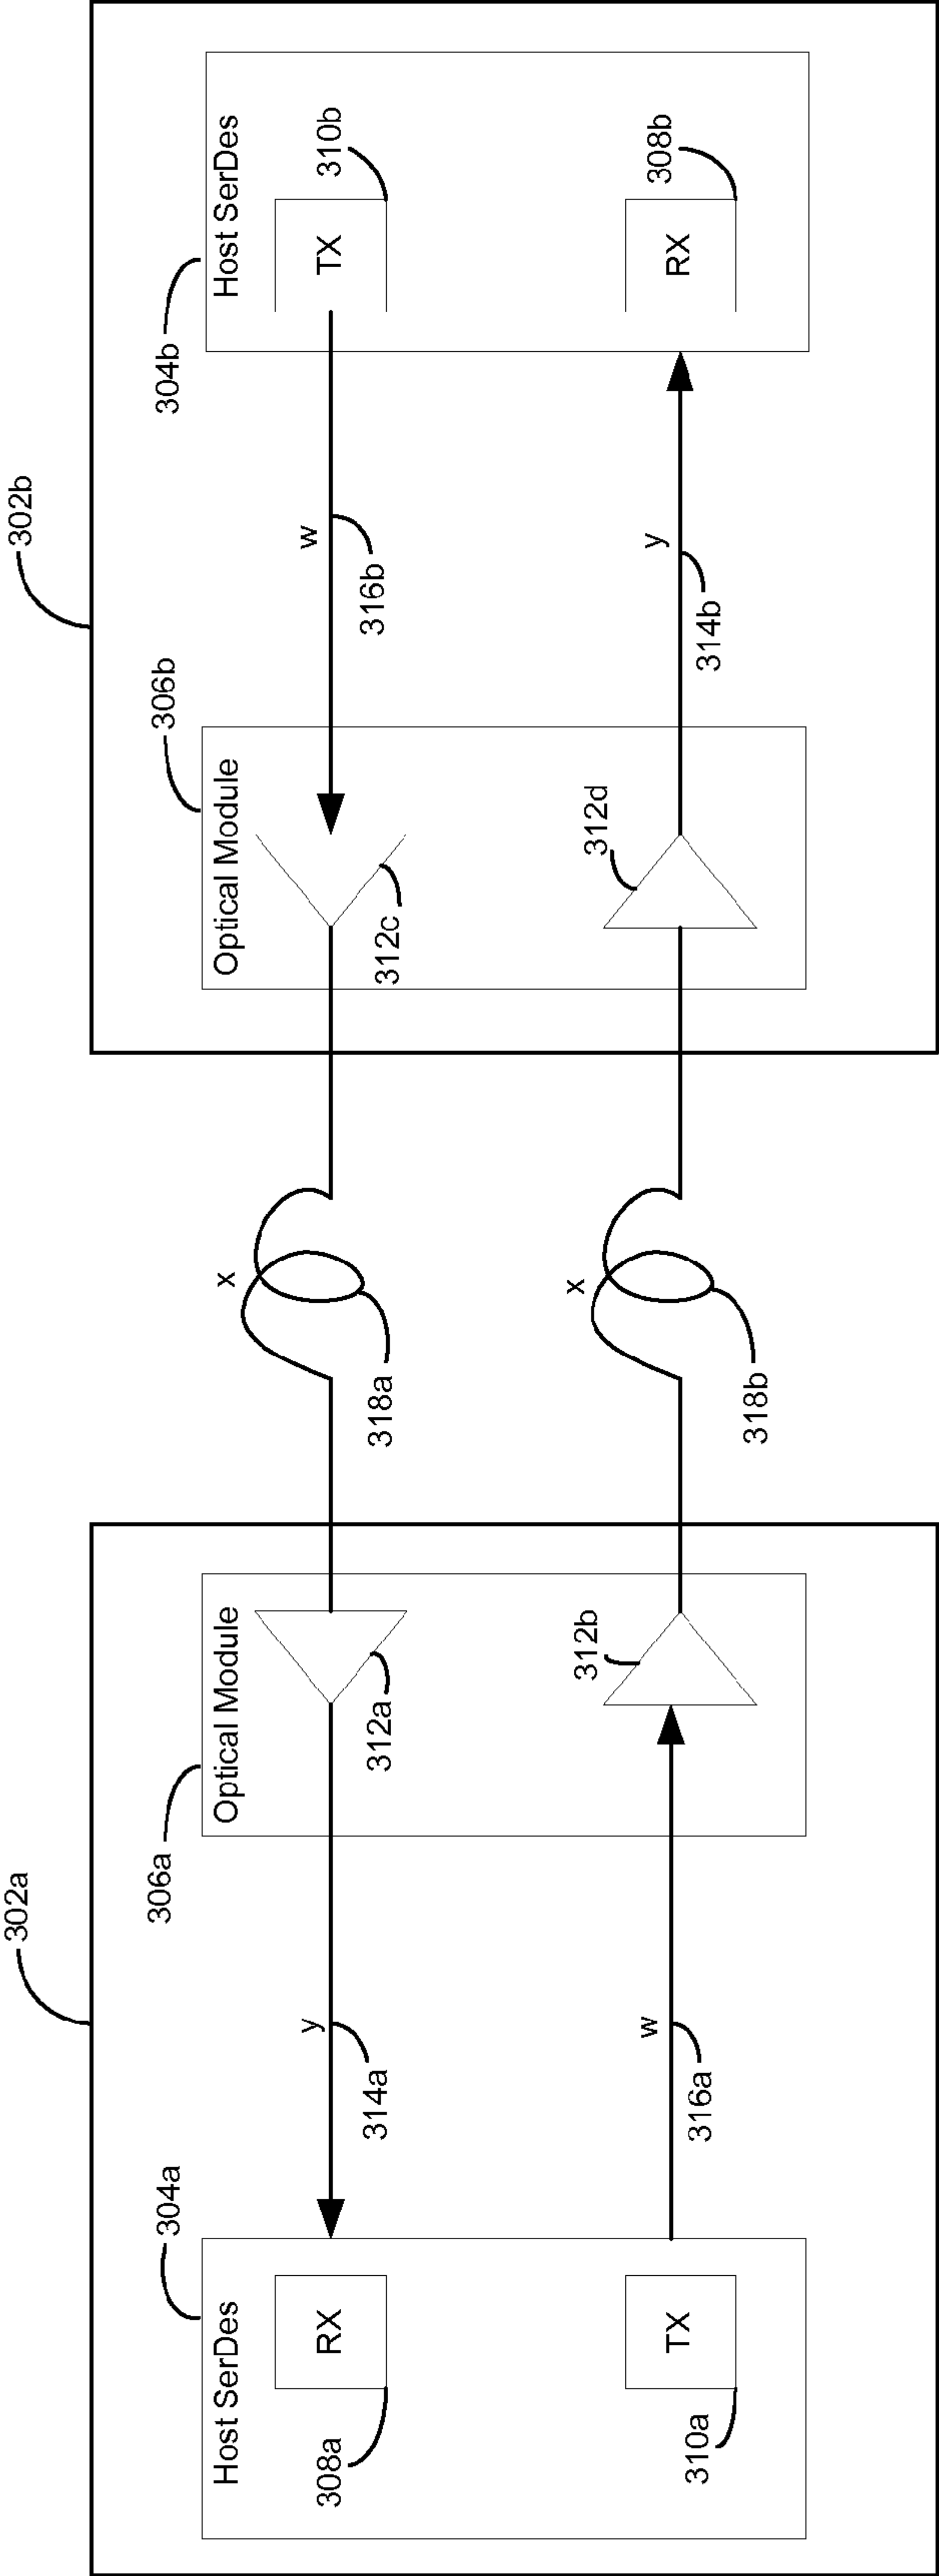 302a
302b
304a
306a
306b
304b
Host SerDes
Optical Module
Optical Module
Host SerDes
308a
RX
y
314a
312a
x
318a
312c
w
316b
TX
310b
310a
TX
w
316a
312b
x
318b
312d
y
314b
RX
308b